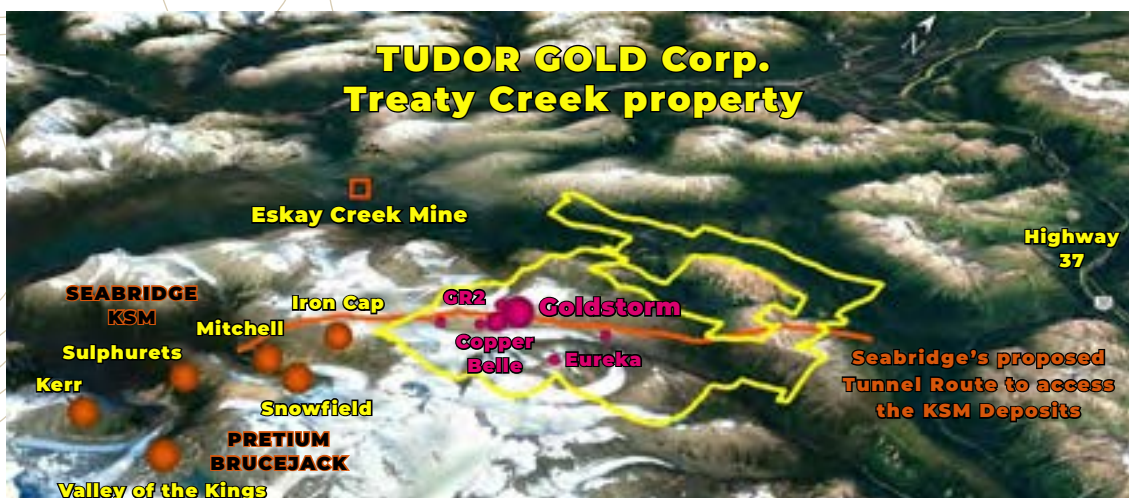 TUDOR GOLD Corp.
Treaty Creek property
N
Eskay Creek Mine
Highway
37
SEABRIDGE
KSM
Iron Cap
GR2
Goldstorm
Mitchell
Sulphurets
Copper
Belle
Eureka
Kerr
Snowfield
Seabridge's proposed
Tunnel Route to access
the KSM Deposits
PRETIUM
BRUCEJACK
Valley of the Kings